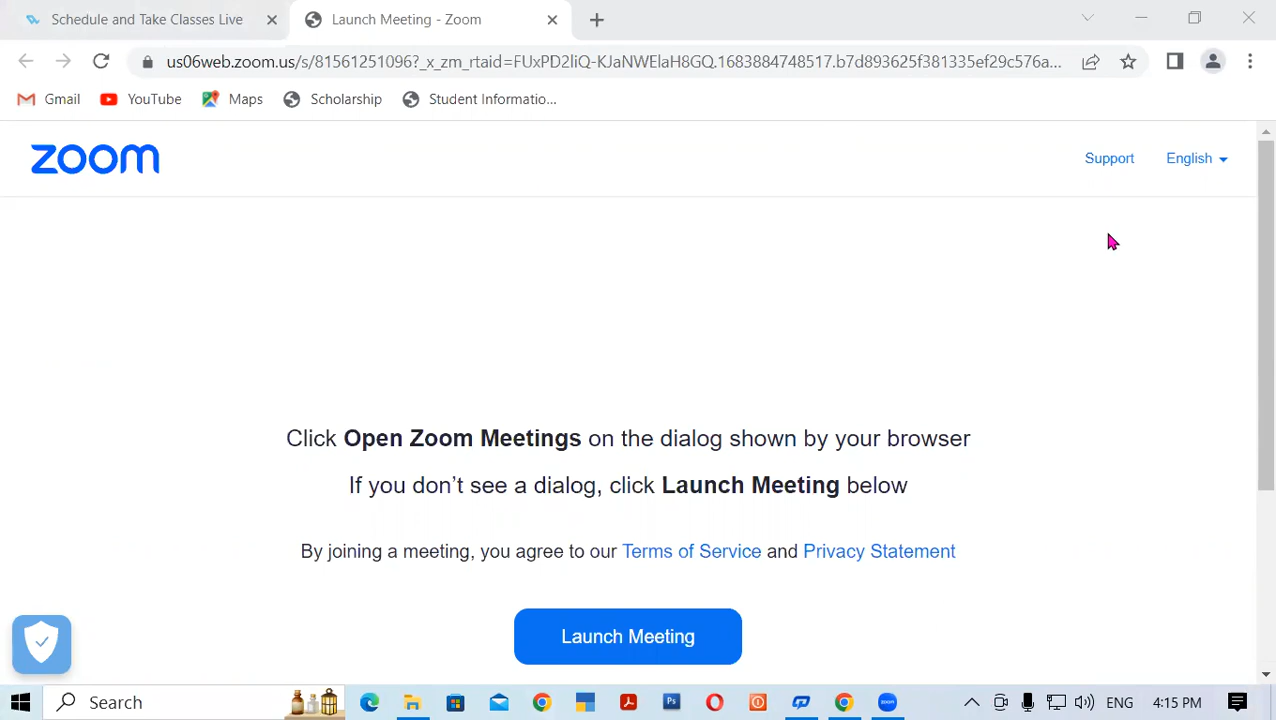 Schedule and Take Classes Live
Launch Meeting - Zoom
us06web.zoom.us/s/81561251096?_x_zm_rtaid=FUxPD2liQ-KJaNWElaH8GQ.1683884748517.b7d893625f381335ef29c576a...
Gmail
YouTube
Maps
Scholarship
Student Informatio...
zoom
Support
English
Click Open Zoom Meetings on the dialog shown by your browser
If you don’t see a dialog, click Launch Meeting below
By joining a meeting, you agree to our Terms of Service and Privacy Statement
Launch Meeting
Search
Ps
zoom
ENG
4:15 PM